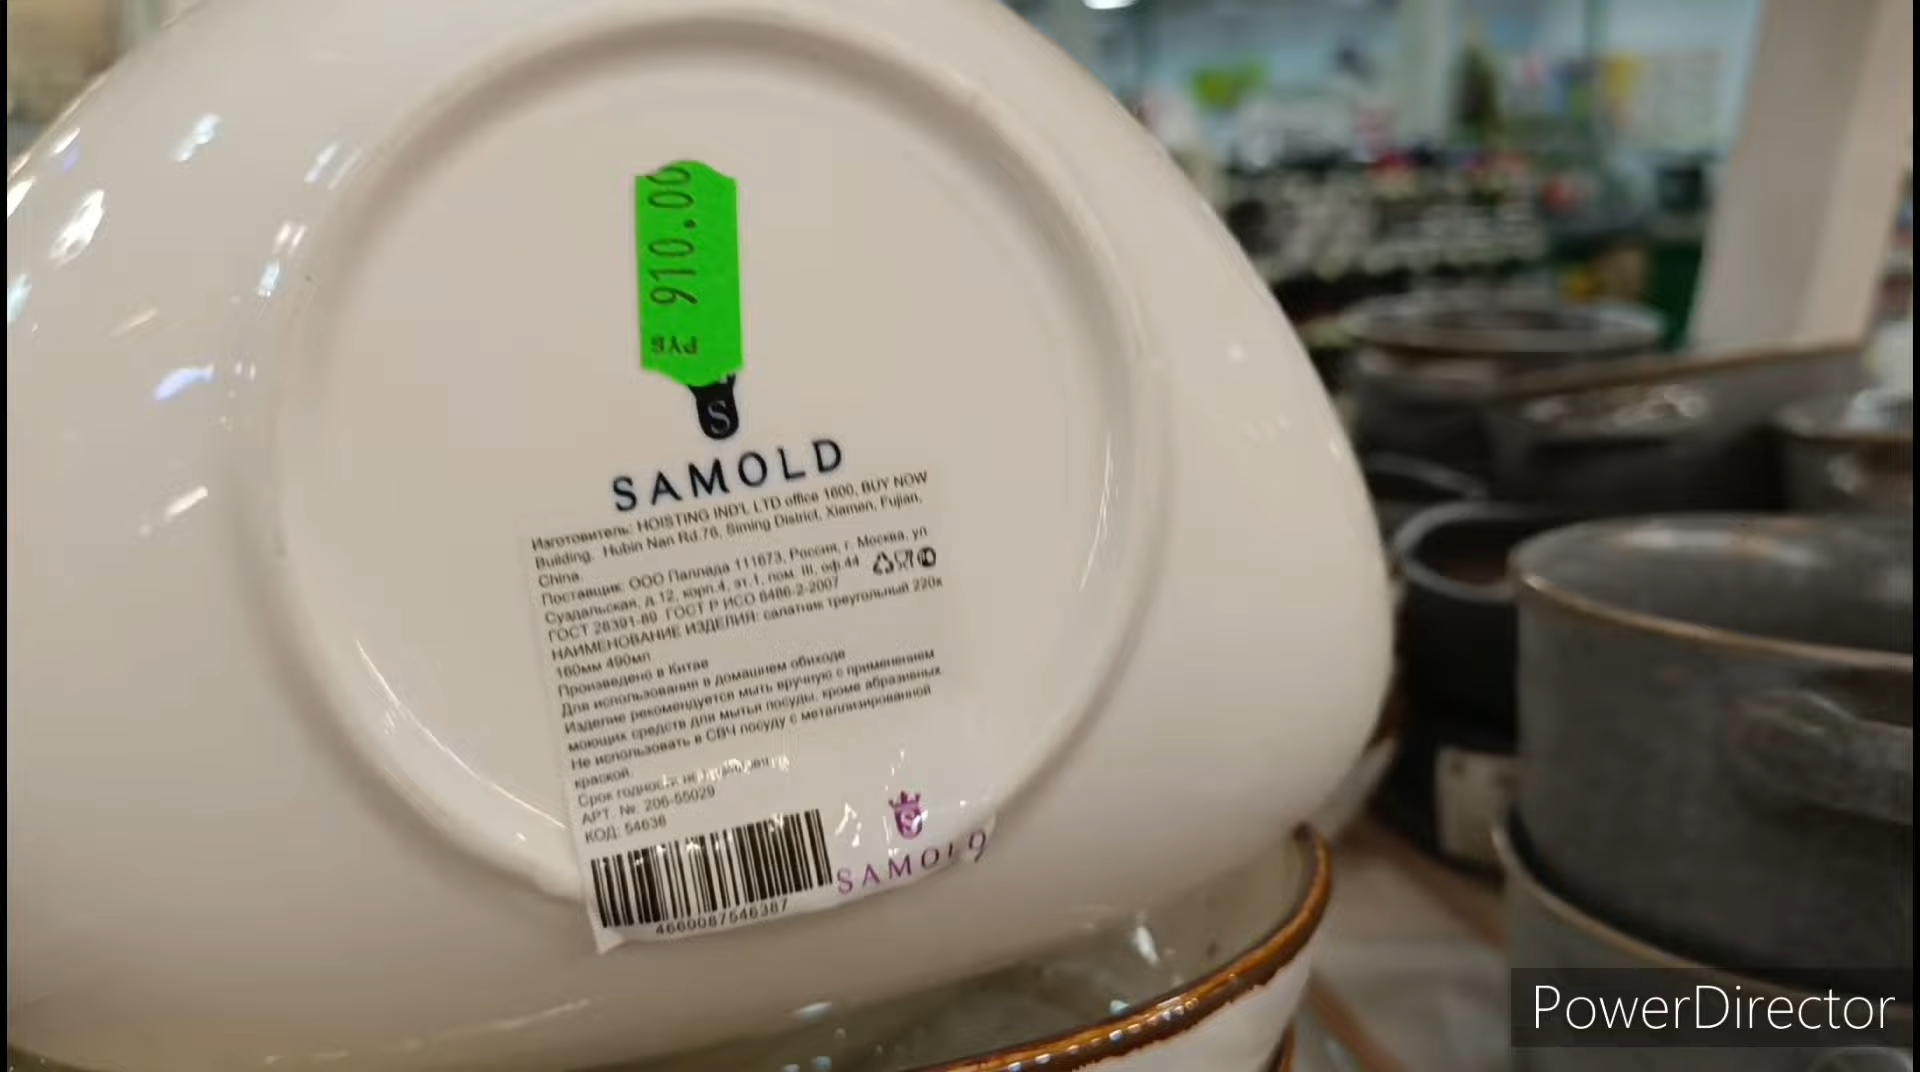 910.00
РУБ
S
SAMOLD
Изготовитель: HOISTING IND'L LTD office 1600, BUY NOW
Building. Hubin Nan Rd.76, Siming District, Xiamen, Fujian,
China.
Поставщик: ООО Паллада 111673, Россия, г. Москва, ул
Суздальская, д 12, корп.4, эт.1, пом. III, оф.44
ГОСТ 28391-89 ГОСТ Р ИСО 6486-2-2007
НАИМЕНОВАНИЕ ИЗДЕЛИЯ: салатник треугольный 220х
160мм 490мл
Произведено в Китае
Для использования в домашнем обиходе
Изделие рекомендуется мыть вручную с применением
моющих средств для мытья посуды, кроме абразивных
Не использовать в СВЧ посуду с металлизированной
краской.
Срок годности
АРТ. №: 206-55029
КОД: 54638
4660087546387
S
SAMOLD
PowerDirector